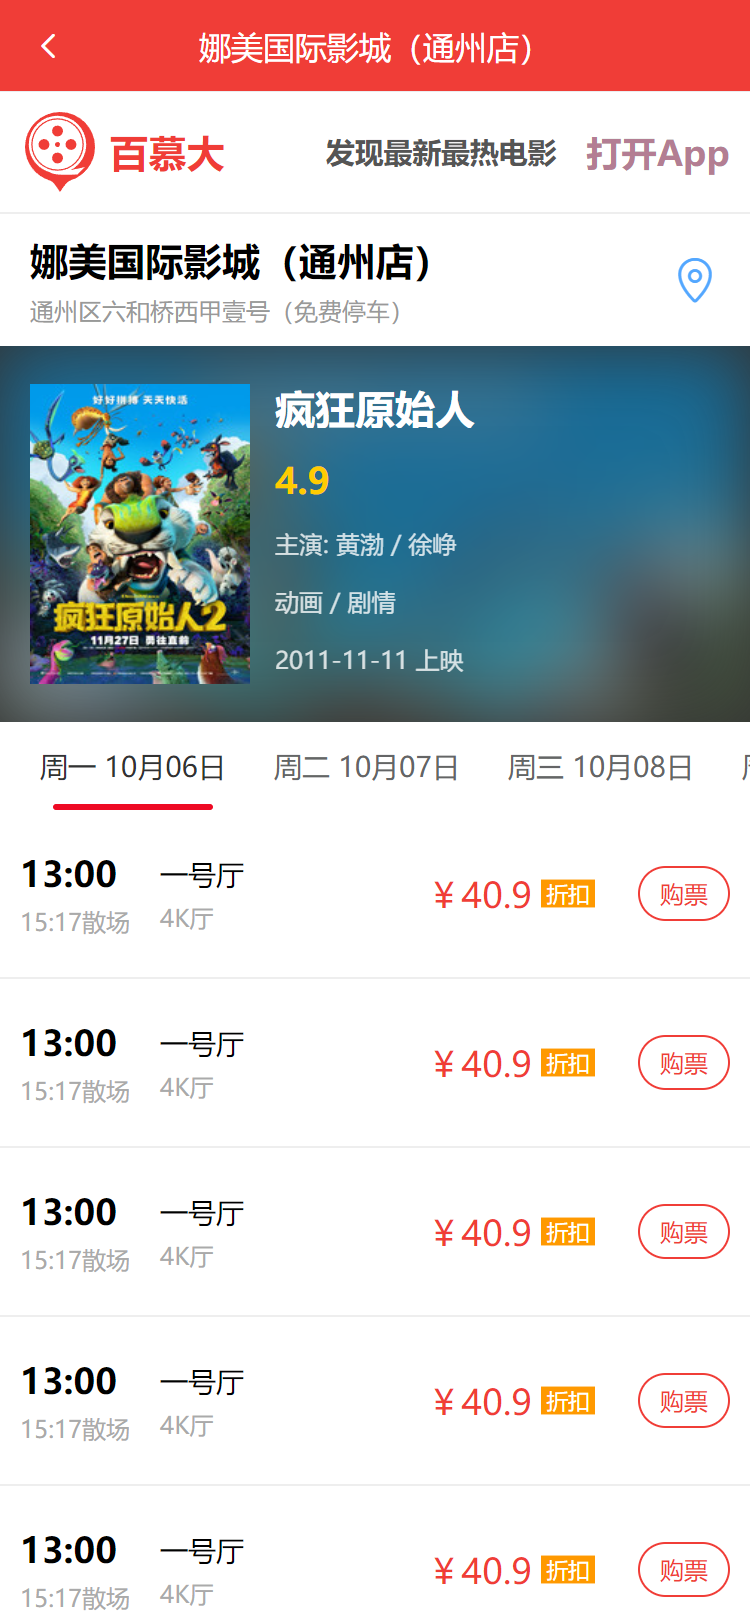 娜美国际影城（通州店）
百慕大
发现最新最热电影 打开App
娜美国际影城（通州店）
通州区六和桥西甲壹号（免费停车）
好好拼搏 天天快活
疯狂原始人2
11月27日 勇往直前
疯狂原始人
4.9
主演: 黄渤 / 徐峥
动画 / 剧情
2011-11-11 上映
周一 10月06日 周二 10月07日 周三 10月08日
13:00 一号厅 ¥ 40.9 折扣 购票
15:17散场 4K厅
13:00 一号厅 ¥ 40.9 折扣 购票
15:17散场 4K厅
13:00 一号厅 ¥ 40.9 折扣 购票
15:17散场 4K厅
13:00 一号厅 ¥ 40.9 折扣 购票
15:17散场 4K厅
13:00 一号厅 ¥ 40.9 折扣 购票
15:17散场 4K厅